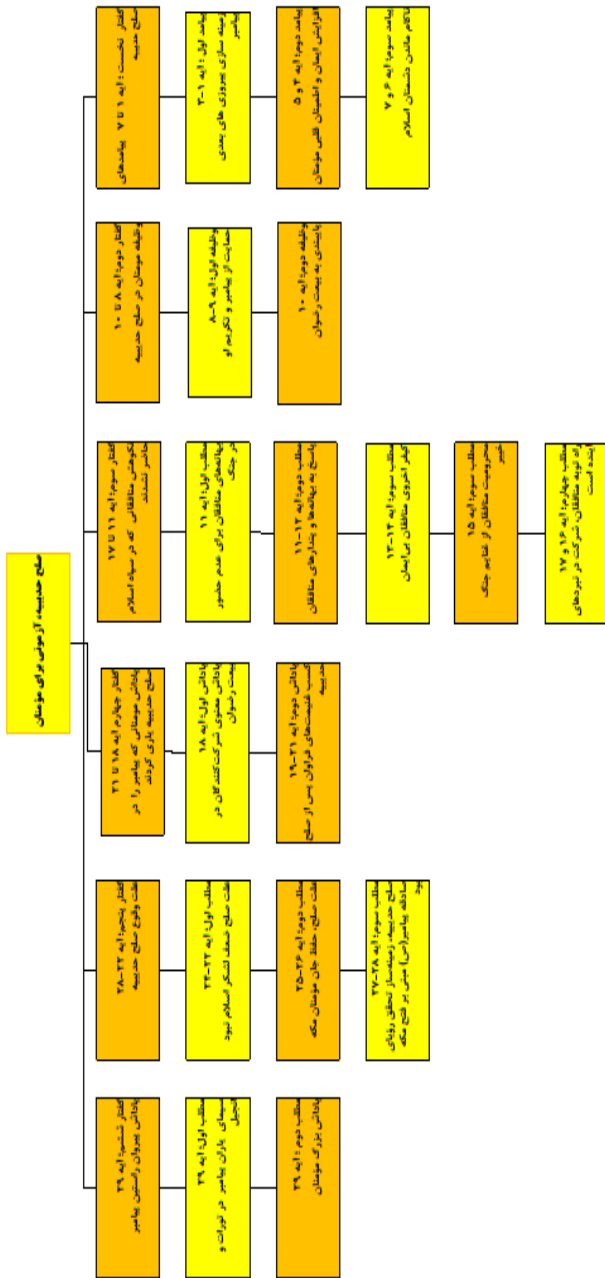 صلح حدیبیه، آزمونی برای مؤمنان
گفتار نخست : آیه ۱ تا ۷ پیامدهای
صلح حدیبیه
پیامد اول : آیه ۱-۳
زمینه سازی پیروزی های بعدی
پیامبر
پیامد دوم: آیه ۴ و ۵
افزایش ایمان و اطمینان قلبی مؤمنان
پیامد سوم: آیه ۶ و ۷
ناکام ماندن دشمنان اسلام
گفتار دوم: آیه ۸ تا ۱۰
وظیفه مومنان در صلح حدیبیه
وظیفه اول: آیه ۹-۸
حمایت از پیامبر و تکریم او
وظیفه دوم: آیه ۱۰
پایبندی به بیعت رضوان
گفتار سوم: آیه ۱۱ تا ۱۷
نکوهش منافقانی که در سپاه اسلام
حاضر نشدند
مطلب اول: آیه ۱۱
بهانه‌های منافقان برای عدم حضور
در جنگ
مطلب دوم: آیه ۱۲-۱۱
پاسخ به بهانه‌ها و پندارهای منافقان
مطلب سوم: آیه ۱۴-۱۳
کیفر اخروی منافقان بی‌ایمان
مطلب سوم: آیه ۱۵
محرومیت منافقان از غنایم جنگ
خیبر
مطلب چهارم: آیه ۱۶ و ۱۷
راه توبه منافقان، شرکت در نبردهای
آینده است
گفتار چهارم: آیه ۱۸ تا ۲۱
پاداش مومنانی که پیامبر را در
صلح حدیبیه یاری کردند
پاداش اول: آیه ۱۸
پاداش معنوی شرکت‌کنندگان در
بیعت رضوان
پاداش دوم: آیه ۲۱-۱۹
کسب غنیمت‌های فراوان پس از صلح
حدیبیه
گفتار پنجم: آیه ۲۲-۲۸
علت وقوع صلح حدیبیه
مطلب اول: آیه ۲۲-۲۴
علت صلح ضعف لشکر اسلام نبود
مطلب دوم: آیه ۲۶-۲۵
علت صلح، حفظ جان مؤمنان مکه
مطلب سوم: آیه ۲۸-۲۷
صلح حدیبیه، زمینه‌ساز تحقق رؤیای
صادقه پیامبر(ص) مبنی بر فتح مکه
بود
گفتار ششم: آیه ۲۹
پاداش پیروان راستین پیامبر
مطلب اول: آیه ۲۹
سیمای یاران پیامبر در تورات و
انجیل
مطلب دوم : آیه ۲۹
پاداش بزرگ مؤمنان